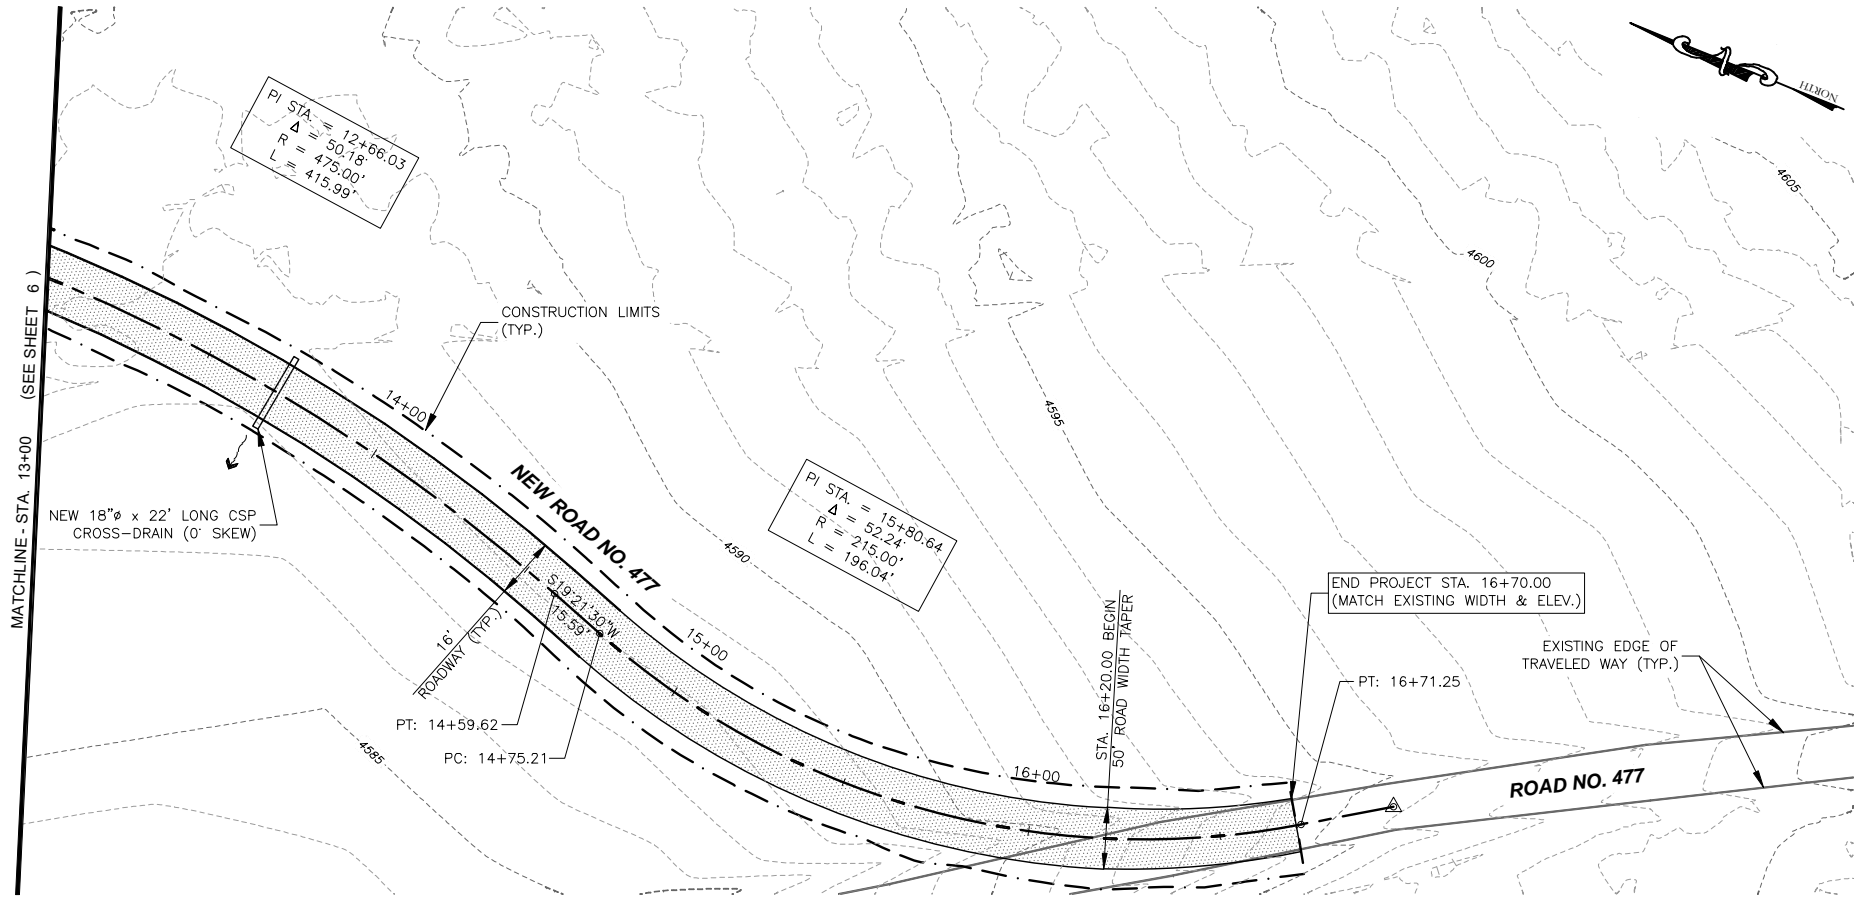 MATCHLINE - STA. 13+00 (SEE SHEET 6 )
PI STA. = 12+66.03
Δ = 50.18°
R = 475.00'
L = 415.99'
NORTH
4605
4600
CONSTRUCTION LIMITS
(TYP.)
14+00
4595
NEW ROAD NO. 477
NEW 18"ø x 22' LONG CSP
CROSS-DRAIN (0° SKEW)
PI STA. = 15+80.64
Δ = 52.24°
R = 215.00'
L = 196.04'
4590
S19°21'30"W
15.59'
16'
ROADWAY (TYP.)
15+00
END PROJECT STA. 16+70.00
(MATCH EXISTING WIDTH & ELEV.)
STA. 16+20.00 BEGIN
50' ROAD WIDTH TAPER
EXISTING EDGE OF
TRAVELED WAY (TYP.)
PT: 16+71.25
PT: 14+59.62
PC: 14+75.21
4585
16+00
ROAD NO. 477